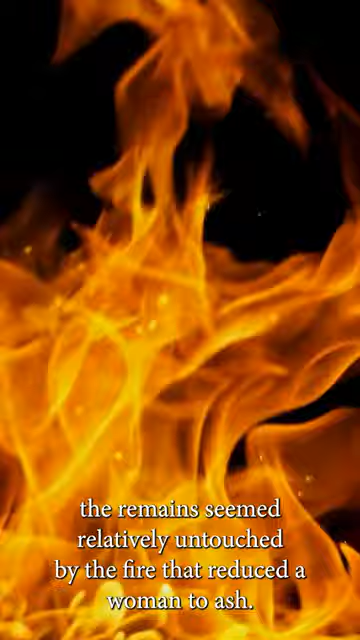 the remains seemed
relatively untouched
by the fire that reduced a
woman to ash.